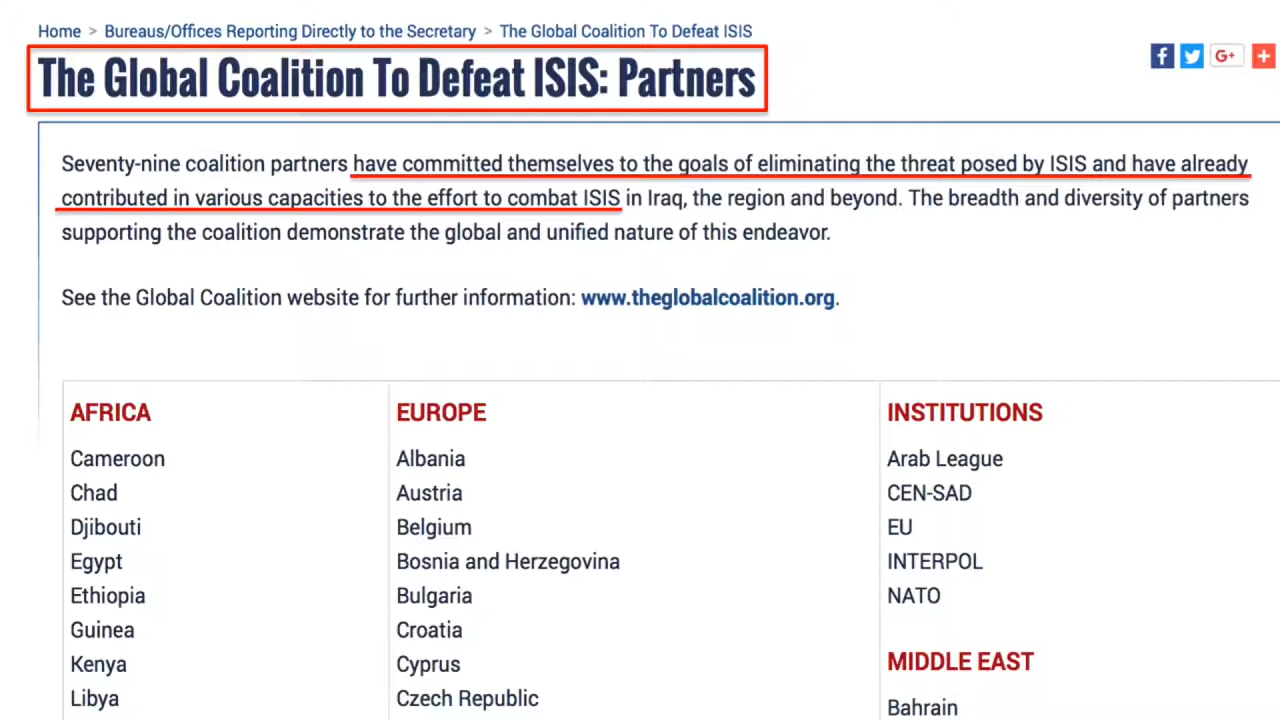 Home > Bureaus/Offices Reporting Directly to the Secretary > The Global Coalition To Defeat ISIS
The Global Coalition To Defeat ISIS: Partners
Seventy-nine coalition partners have committed themselves to the goals of eliminating the threat posed by ISIS and have already
contributed in various capacities to the effort to combat ISIS in Iraq, the region and beyond. The breadth and diversity of partners
supporting the coalition demonstrate the global and unified nature of this endeavor.
See the Global Coalition website for further information: www.theglobalcoalition.org.
AFRICA
Cameroon
Chad
Djibouti
Egypt
Ethiopia
Guinea
Kenya
Libya
EUROPE
Albania
Austria
Belgium
Bosnia and Herzegovina
Bulgaria
Croatia
Cyprus
Czech Republic
INSTITUTIONS
Arab League
CEN-SAD
EU
INTERPOL
NATO
MIDDLE EAST
Bahrain